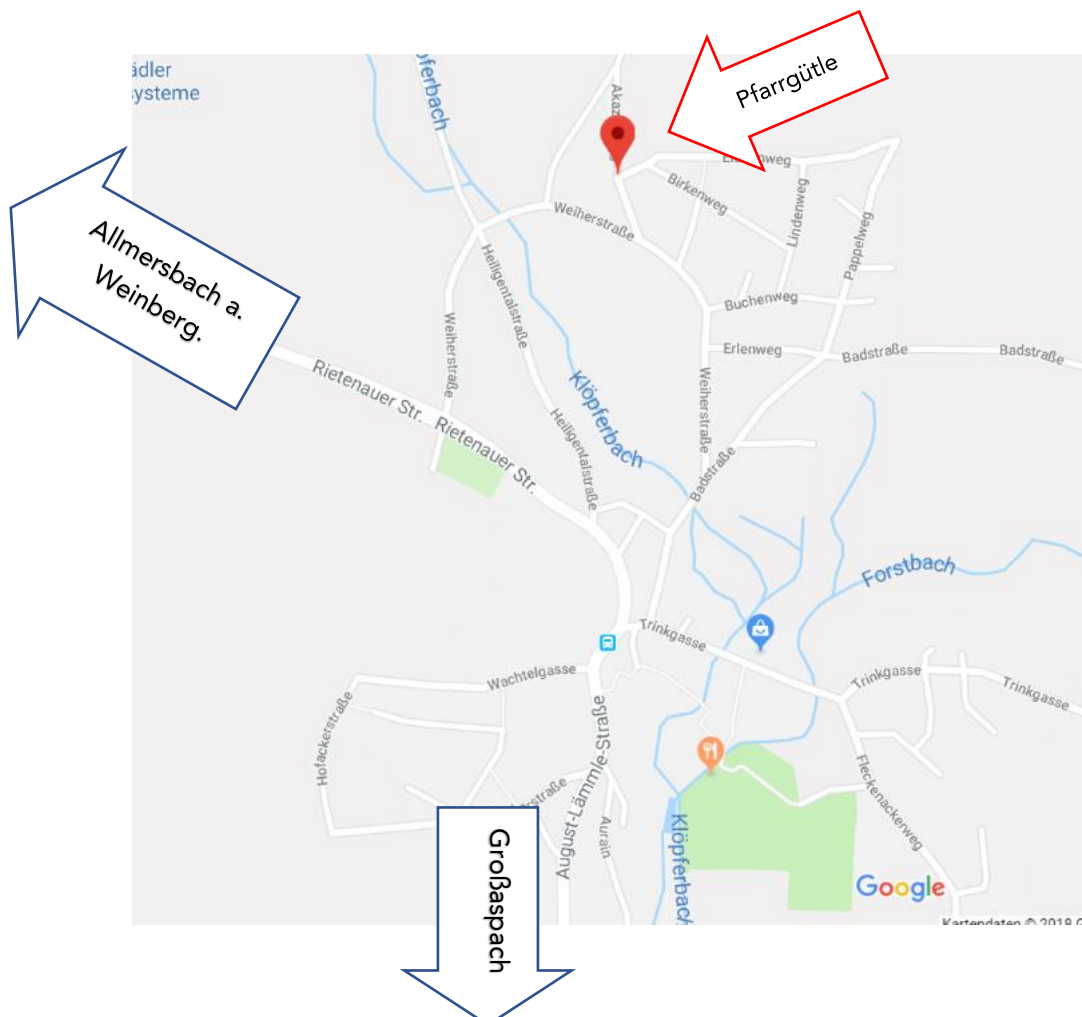 ädler
systeme
Klöpferbach
Akaz
Pfarrgütle
Birkenweg
Lindenweg
Pappelweg
Weiherstraße
Allmersbach a.
Weinberg.
Heiligentalstraße
Buchenweg
Weiherstraße
Erlenweg
Badstraße
Badstraße
Rietenauer Str.
Rietenauer Str.
Klöpferbach
Weiherstraße
Heiligentalstraße
Badstraße
Forstbach
Trinkgasse
Wachtelgasse
Trinkgasse
Trinkgasse
Hofackerstraße
August-Lämmle-Straße
Fleckenackerweg
Aurain
Klöpferbach
Großaspach
Google
Kartendaten © 2018 G